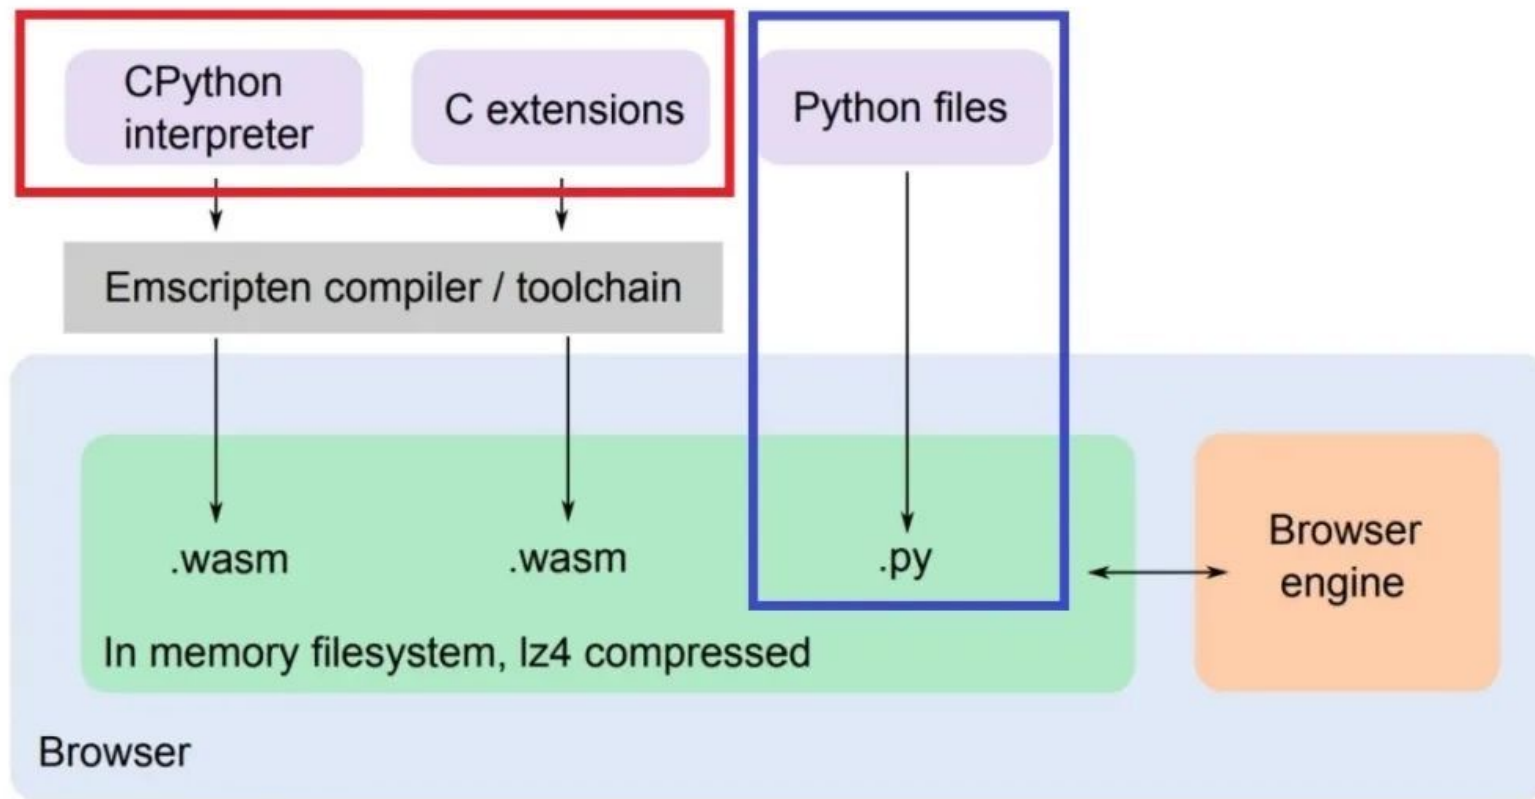 CPython
interpreter
C extensions
Python files
Emscripten compiler / toolchain
.wasm
.wasm
.py
Browser
engine
In memory filesystem, lz4 compressed
Browser